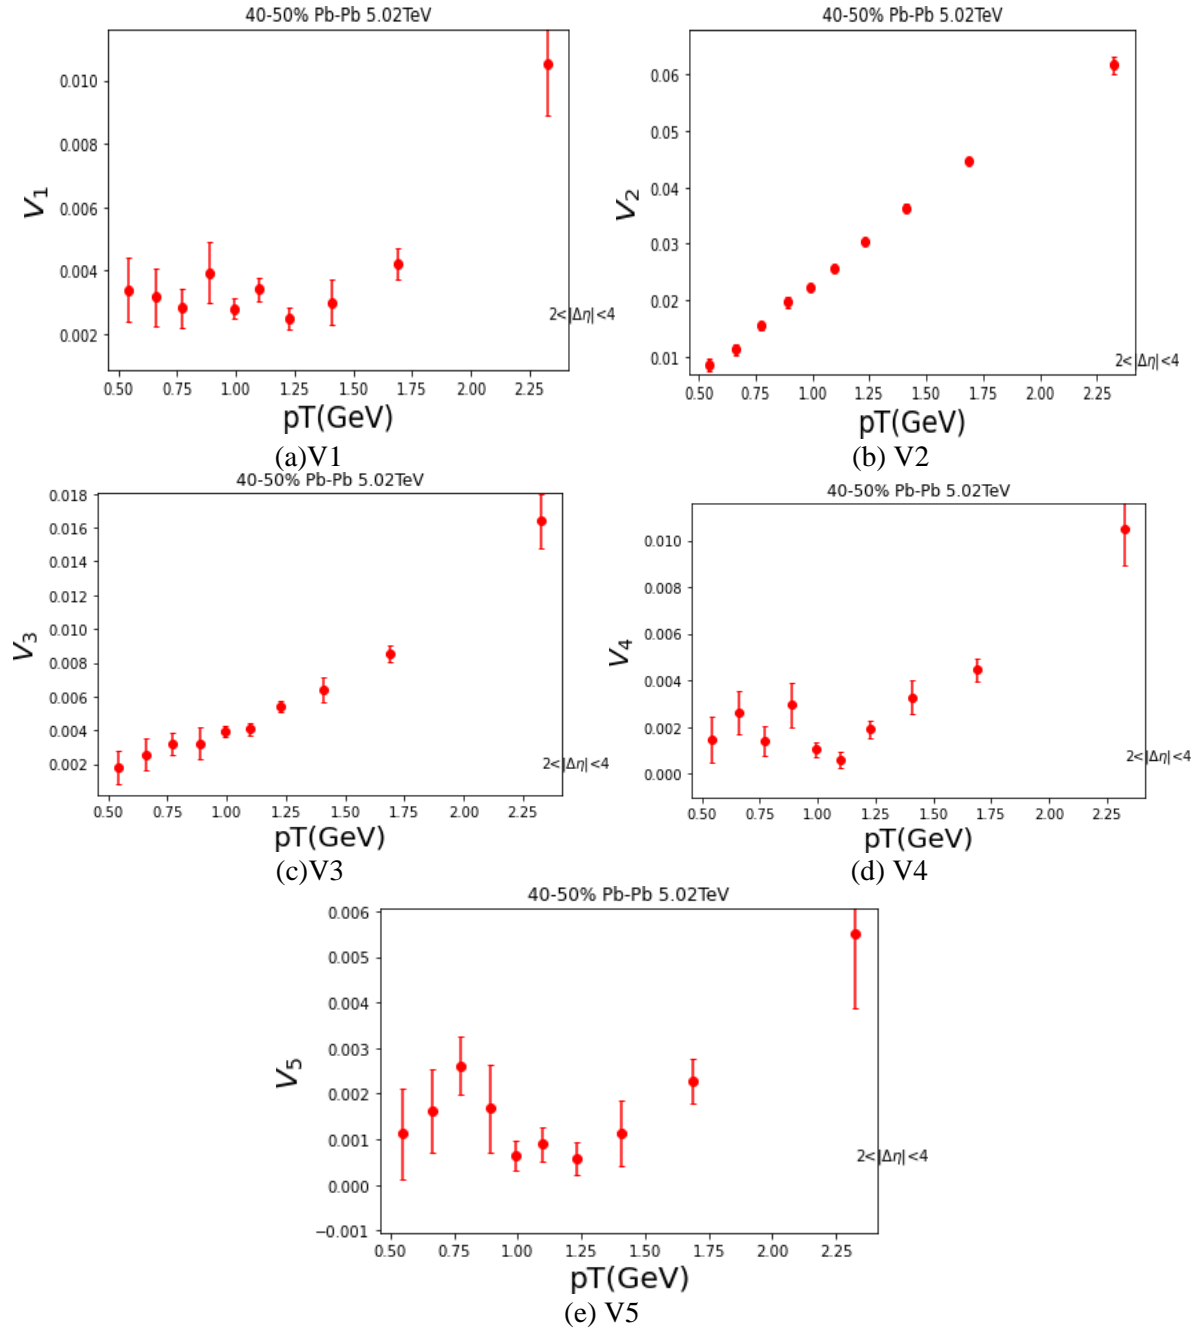 40-50% Pb-Pb 5.02TeV
0.010
0.008
0.006
0.004
0.002
V1
2<|Δη|<4
0.50 0.75 1.00 1.25 1.50 1.75 2.00 2.25
pT(GeV)
(a)V1
40-50% Pb-Pb 5.02TeV
0.06
0.05
0.04
0.03
0.02
0.01
V2
2<|Δη|<4
0.50 0.75 1.00 1.25 1.50 1.75 2.00 2.25
pT(GeV)
(b) V2
40-50% Pb-Pb 5.02TeV
0.018
0.016
0.014
0.012
0.010
0.008
0.006
0.004
0.002
V3
2<|Δη|<4
0.50 0.75 1.00 1.25 1.50 1.75 2.00 2.25
pT(GeV)
(c)V3
40-50% Pb-Pb 5.02TeV
0.010
0.008
0.006
0.004
0.002
0.000
V4
2<|Δη|<4
0.50 0.75 1.00 1.25 1.50 1.75 2.00 2.25
pT(GeV)
(d) V4
40-50% Pb-Pb 5.02TeV
0.006
0.005
0.004
0.003
0.002
0.001
0.000
−0.001
V5
2<|Δη|<4
0.50 0.75 1.00 1.25 1.50 1.75 2.00 2.25
pT(GeV)
(e) V5